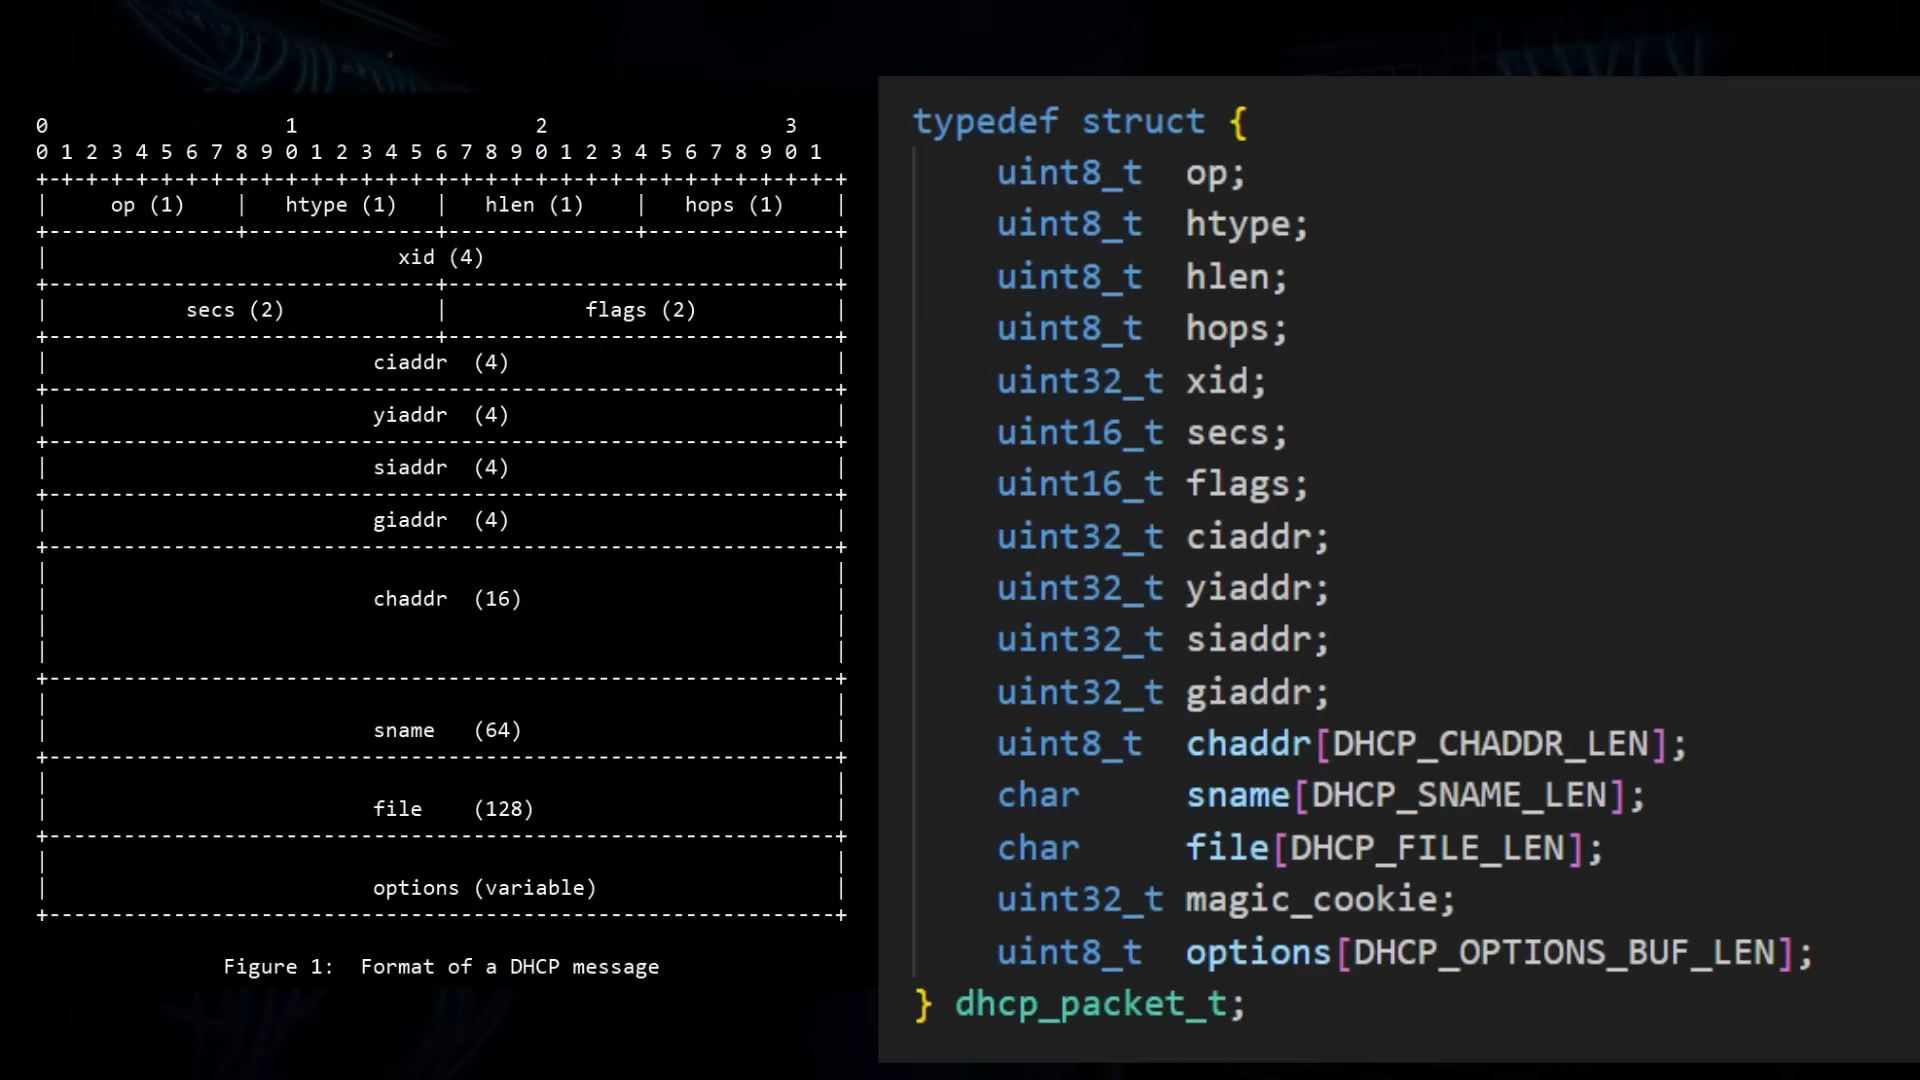 0                   1                   2                   3
0 1 2 3 4 5 6 7 8 9 0 1 2 3 4 5 6 7 8 9 0 1 2 3 4 5 6 7 8 9 0 1
+-+-+-+-+-+-+-+-+-+-+-+-+-+-+-+-+-+-+-+-+-+-+-+-+-+-+-+-+-+-+-+-+
|     op (1)    |   htype (1)   |   hlen (1)    |   hops (1)    |
+---------------+---------------+---------------+---------------+
|                            xid (4)                            |
+-------------------------------+-------------------------------+
|           secs (2)            |           flags (2)           |
+-------------------------------+-------------------------------+
|                          ciaddr  (4)                          |
+---------------------------------------------------------------+
|                          yiaddr  (4)                          |
+---------------------------------------------------------------+
|                          siaddr  (4)                          |
+---------------------------------------------------------------+
|                          giaddr  (4)                          |
+---------------------------------------------------------------+
|                                                               |
|                          chaddr  (16)                         |
|                                                               |
|                                                               |
+---------------------------------------------------------------+
|                                                               |
|                          sname   (64)                         |
+---------------------------------------------------------------+
|                                                               |
|                          file    (128)                        |
+---------------------------------------------------------------+
|                                                               |
|                          options (variable)                   |
+---------------------------------------------------------------+
Figure 1:  Format of a DHCP message
typedef struct {
    uint8_t  op;
    uint8_t  htype;
    uint8_t  hlen;
    uint8_t  hops;
    uint32_t xid;
    uint16_t secs;
    uint16_t flags;
    uint32_t ciaddr;
    uint32_t yiaddr;
    uint32_t siaddr;
    uint32_t giaddr;
    uint8_t  chaddr[DHCP_CHADDR_LEN];
    char     sname[DHCP_SNAME_LEN];
    char     file[DHCP_FILE_LEN];
    uint32_t magic_cookie;
    uint8_t  options[DHCP_OPTIONS_BUF_LEN];
} dhcp_packet_t;